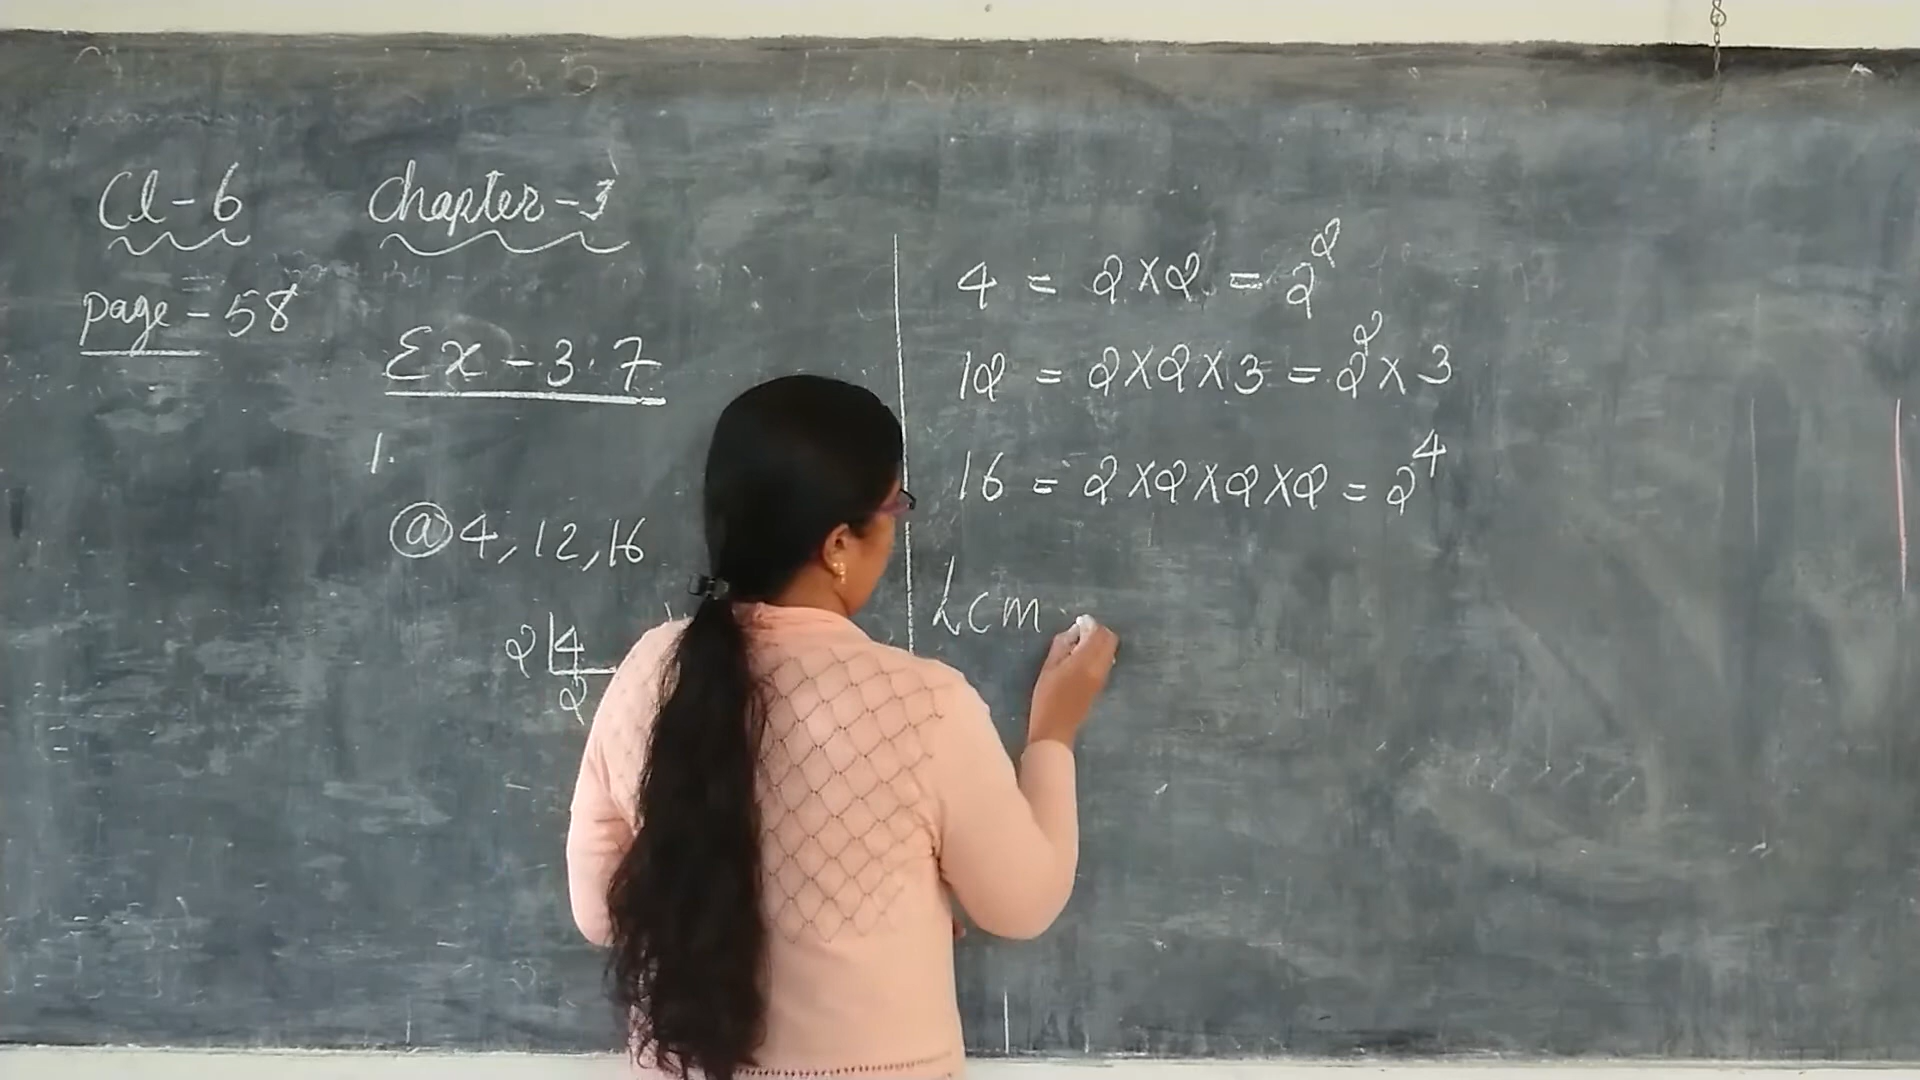 Cl-6 Chapter-3
page-58
Ex-3.7
1.
(a) 4, 12, 16
2|4
2
4 = 2×2 = 2²
12 = 2×2×3 = 2²×3
16 = 2×2×2×2 = 2⁴
Lcm